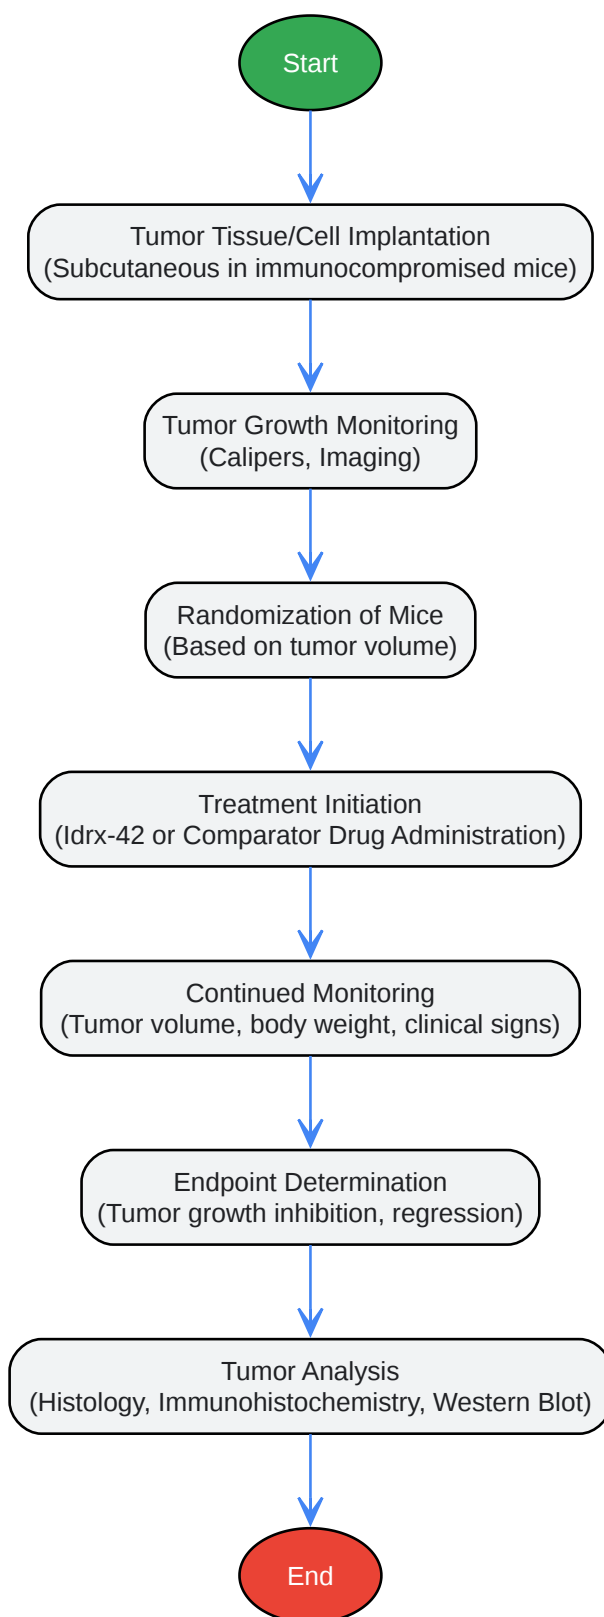 Start
Tumor Tissue/Cell Implantation
(Subcutaneous in immunocompromised mice)
Tumor Growth Monitoring
(Calipers, Imaging)
Randomization of Mice
(Based on tumor volume)
Treatment Initiation
(Idrx-42 or Comparator Drug Administration)
Continued Monitoring
(Tumor volume, body weight, clinical signs)
Endpoint Determination
(Tumor growth inhibition, regression)
Tumor Analysis
(Histology, Immunohistochemistry, Western Blot)
End